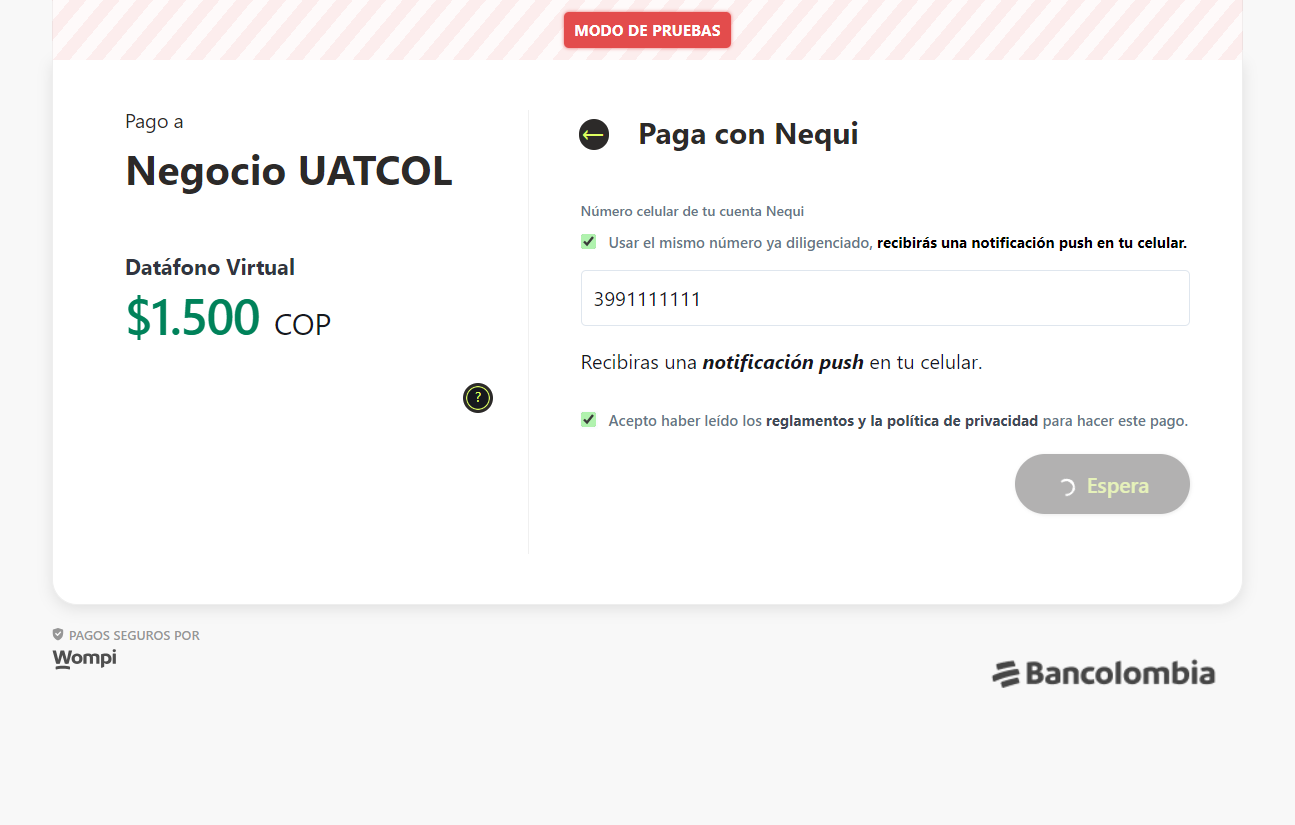 MODO DE PRUEBAS
Pago a
Negocio UATCOL
Datáfono Virtual
$1.500 COP
?
Paga con Nequi
Número celular de tu cuenta Nequi
Usar el mismo número ya diligenciado, recibirás una notificación push en tu celular.
3991111111
Recibiras una notificación push en tu celular.
Acepto haber leído los reglamentos y la política de privacidad para hacer este pago.
Espera
PAGOS SEGUROS POR
Wompi
Bancolombia